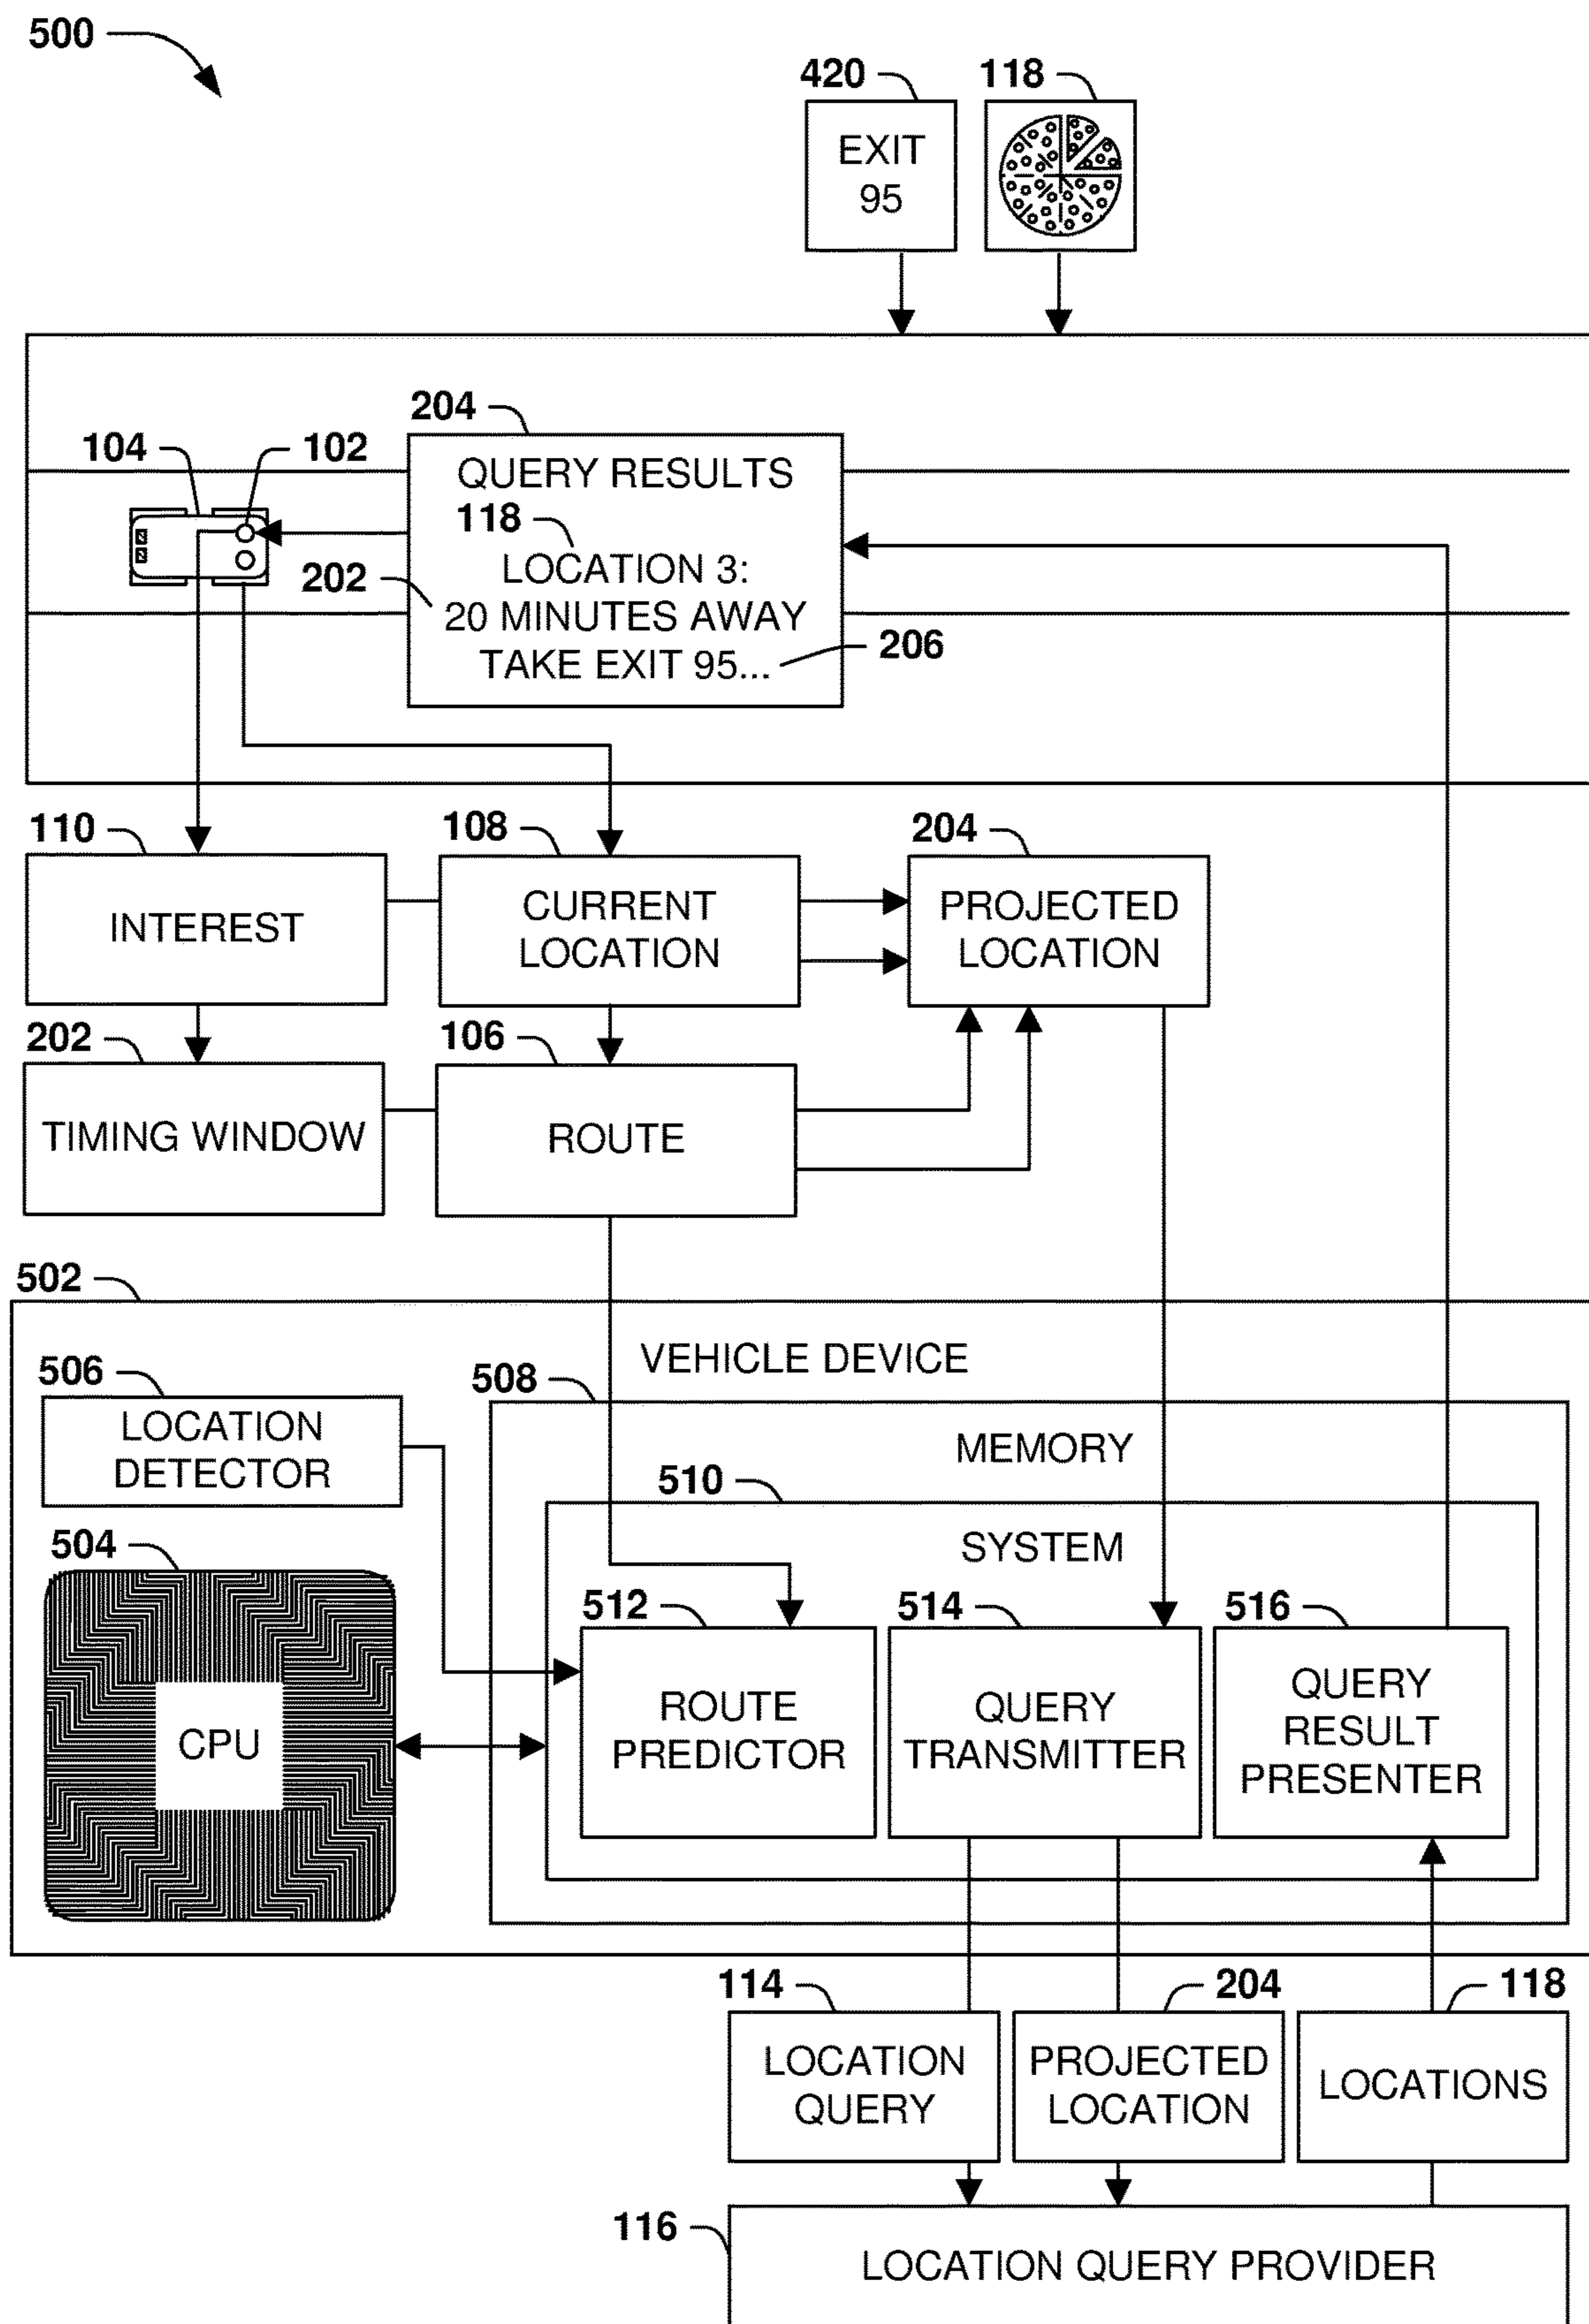 500
420
118
EXIT
95
204
104
102
QUERY RESULTS
118
LOCATION 3:
202
20 MINUTES AWAY
TAKE EXIT 95...
206
110
108
204
INTEREST
CURRENT
LOCATION
PROJECTED
LOCATION
202
106
TIMING WINDOW
ROUTE
502
VEHICLE DEVICE
506
508
LOCATION
DETECTOR
MEMORY
510
SYSTEM
504
CPU
512
514
516
ROUTE
PREDICTOR
QUERY
TRANSMITTER
QUERY
RESULT
PRESENTER
114
204
118
LOCATION
QUERY
PROJECTED
LOCATION
LOCATIONS
116
LOCATION QUERY PROVIDER